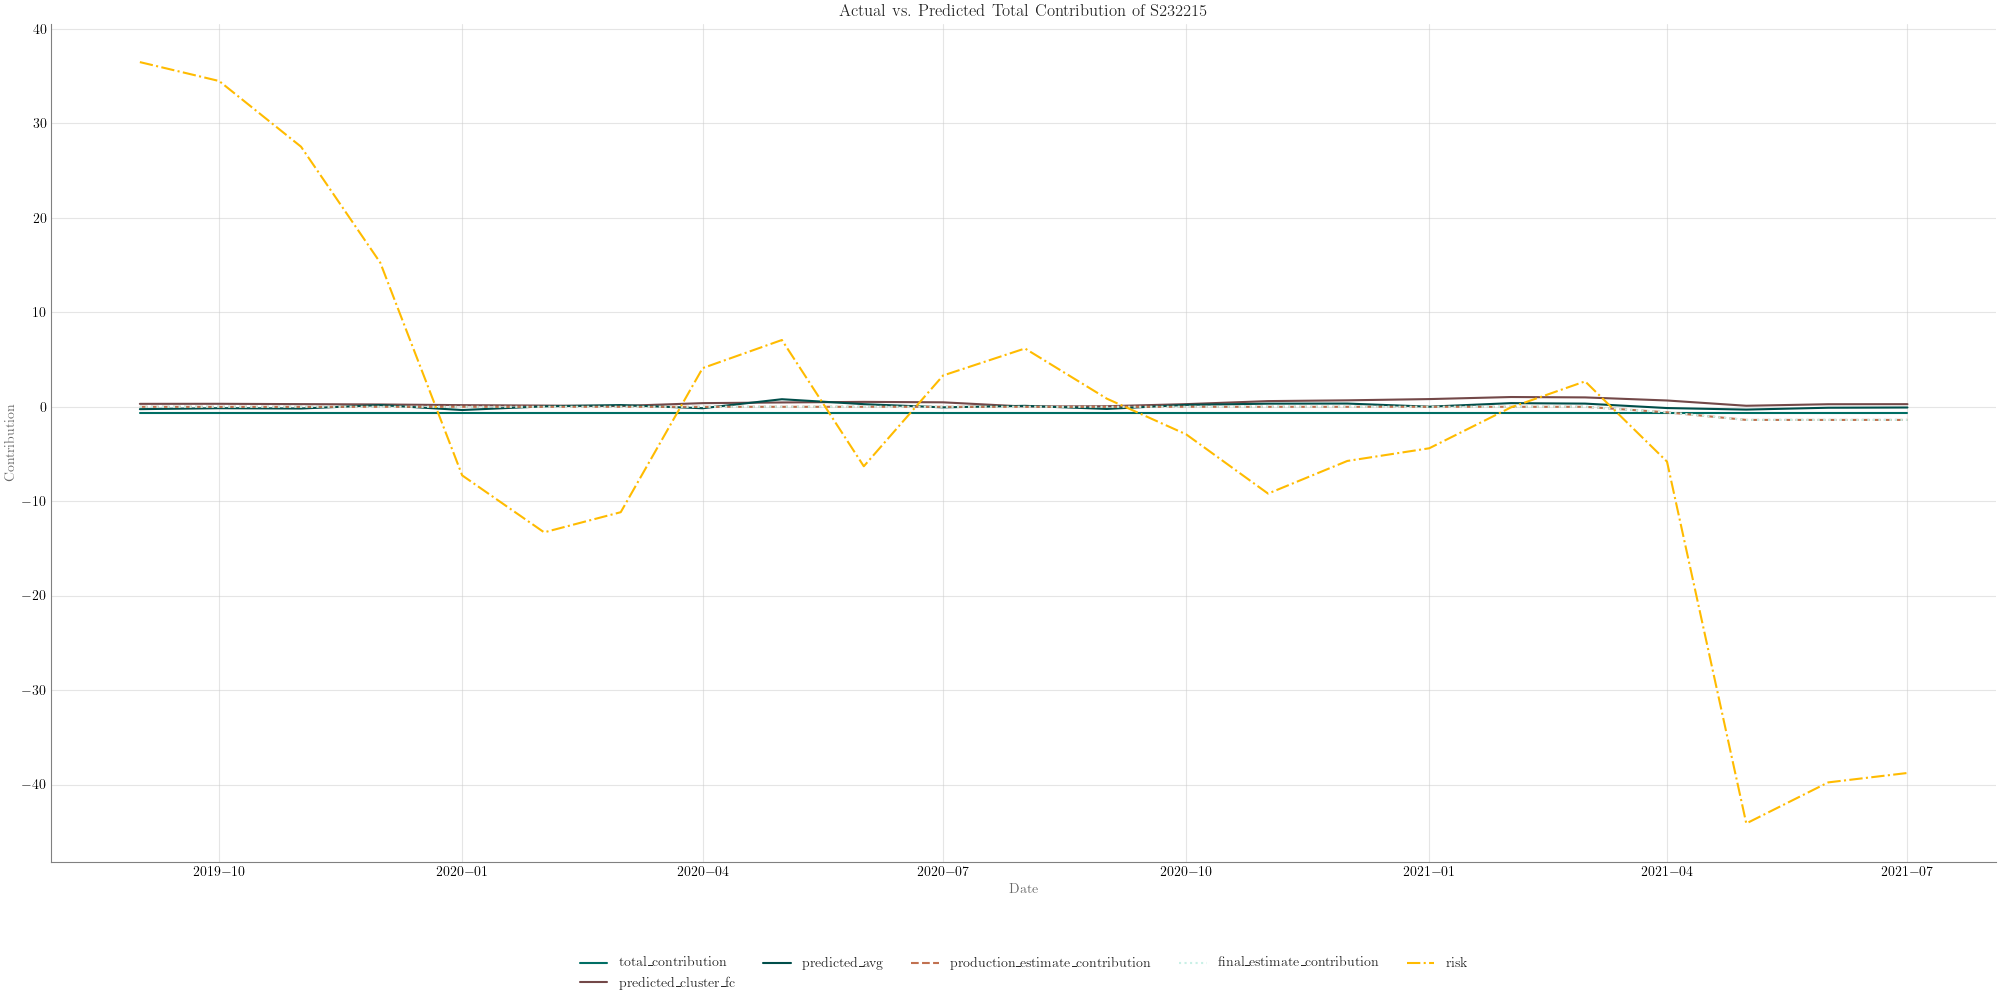 Actual vs. Predicted Total Contribution of S232215
40
30
20
10
0
−10
−20
−30
−40
Contribution
2019−10 2020−01 2020−04 2020−07 2020−10 2021−01 2021−04 2021−07
Date
total_contribution predicted_avg production_estimate_contribution final_estimate_contribution risk
predicted_cluster_fc